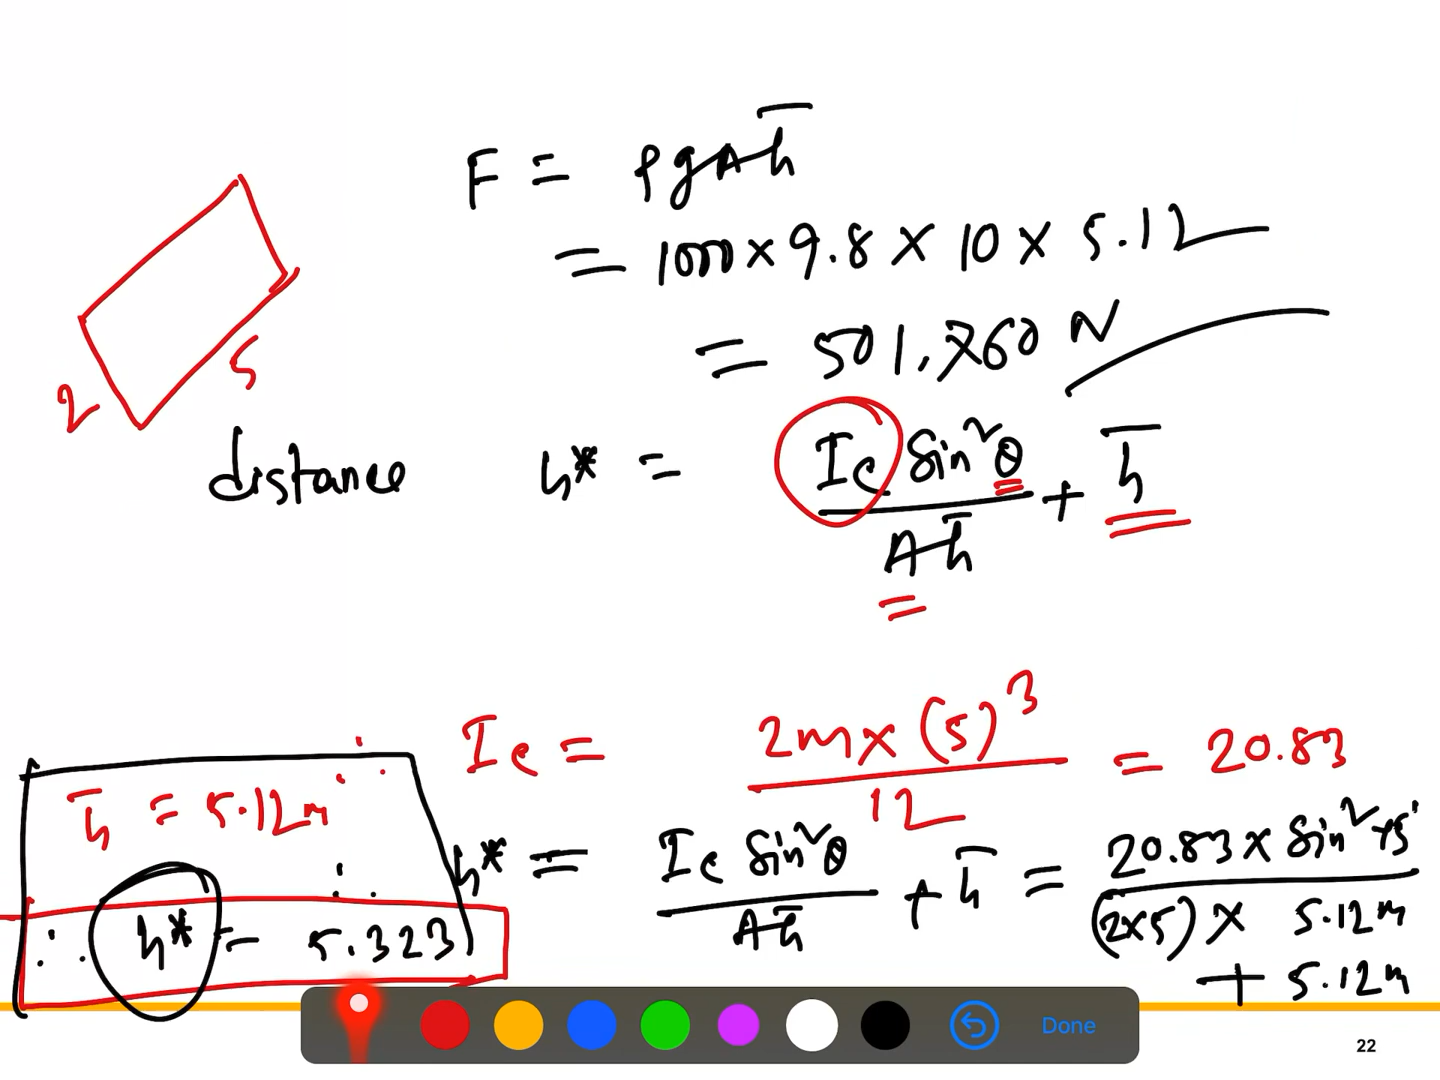 F = ρgAh̄
= 1000 × 9.8 × 10 × 5.12
= 501,760 N
2
5
distance h* = Ic Sin²θ / Ah̄ + h̄
Ic = 2m × (5)³ / 12 = 20.83
h̄ = 5.12m
h* = Ic Sin²θ / Ah̄ + h̄ = 20.83 × Sin² 45° / (2×5) × 5.12m + 5.12m
∴ h* = 5.323
Done
22